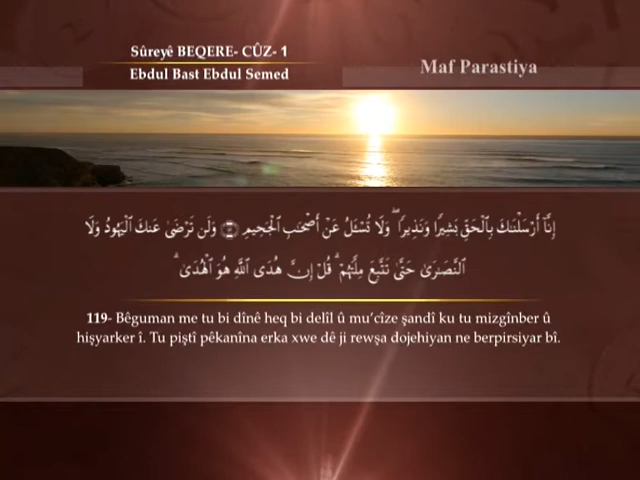 Sûreyê BEQERE- CÛZ- 1
Ebdul Bast Ebdul Semed
Maf Parastiya
إِنَّآ أَرْسَلْنَٰكَ بِٱلْحَقِّ بَشِيرًا وَنَذِيرًا ۖ وَلَا تُسْـَٔلُ عَنْ أَصْحَٰبِ ٱلْجَحِيمِ ۝ وَلَن تَرْضَىٰ عَنكَ ٱلْيَهُودُ وَلَا
ٱلنَّصَٰرَىٰ حَتَّىٰ تَتَّبِعَ مِلَّتَهُمْ ۗ قُلْ إِنَّ هُدَى ٱللَّهِ هُوَ ٱلْهُدَىٰ ۗ
119- Bêguman me tu bi dînê heq bi delîl û mu’cîze şandî ku tu mizgînber û
hişyarker î. Tu piştî pêkanîna erka xwe dê ji rewşa dojehiyan ne berpirsiyar bî.